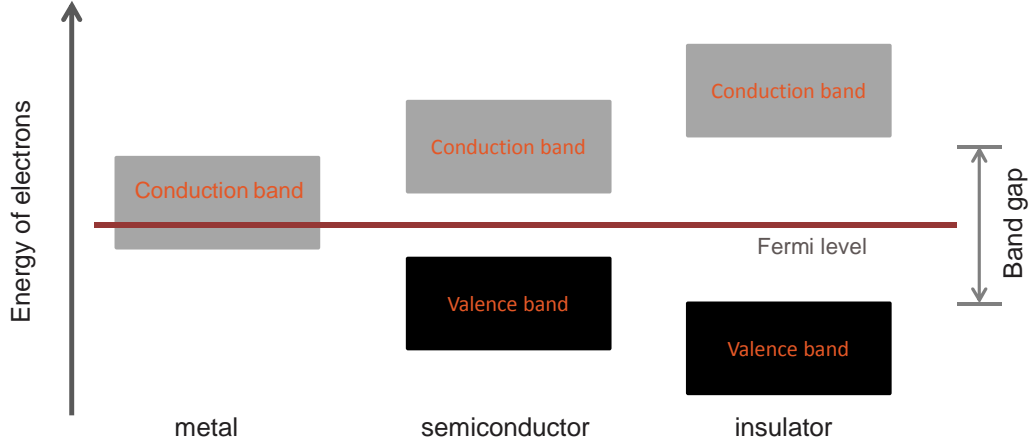 Energy of electrons
Conduction band
Conduction band
Conduction band
Valence band
Valence band
Fermi level
Band gap
metal
semiconductor
insulator